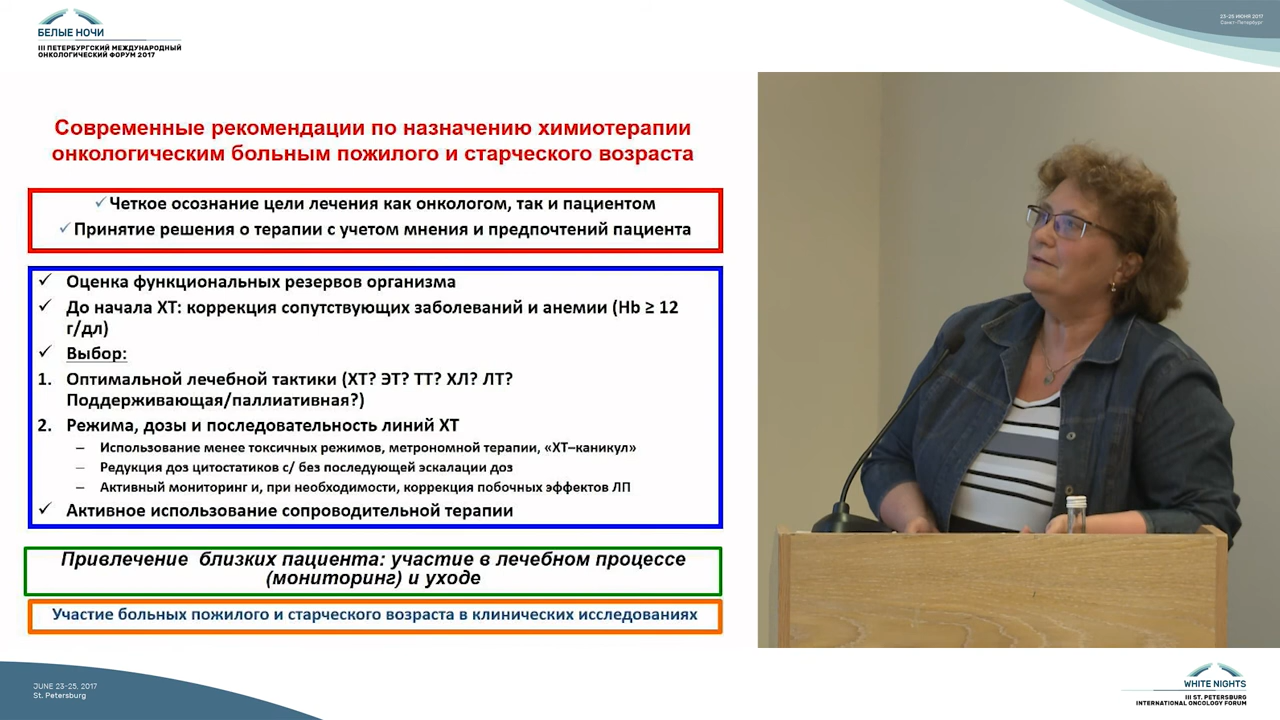 БЕЛЫЕ НОЧИ
III ПЕТЕРБУРГСКИЙ МЕЖДУНАРОДНЫЙ
ОНКОЛОГИЧЕСКИЙ ФОРУМ 2017
23-25 ИЮНЯ 2017
Санкт-Петербург
Современные рекомендации по назначению химиотерапии
онкологическим больным пожилого и старческого возраста
✓Четкое осознание цели лечения как онкологом, так и пациентом
✓Принятие решения о терапии с учетом мнения и предпочтений пациента
✓ Оценка функциональных резервов организма
✓ До начала ХТ: коррекция сопутствующих заболеваний и анемии (Hb ≥ 12
г/дл)
✓ Выбор:
1. Оптимальной лечебной тактики (ХТ? ЭТ? ТТ? ХЛ? ЛТ?
Поддерживающая/паллиативная?)
2. Режима, дозы и последовательность линий ХТ
– Использование менее токсичных режимов, метрономной терапии, «ХТ–каникул»
– Редукция доз цитостатиков с/ без последующей эскалации доз
– Активный мониторинг и, при необходимости, коррекция побочных эффектов ЛП
✓ Активное использование сопроводительной терапии
Привлечение близких пациента: участие в лечебном процессе
(мониторинг) и уходе
Участие больных пожилого и старческого возраста в клинических исследованиях
JUNE 23-25, 2017
St. Petersburg
WHITE NIGHTS
III ST. PETERSBURG
INTERNATIONAL ONCOLOGY FORUM